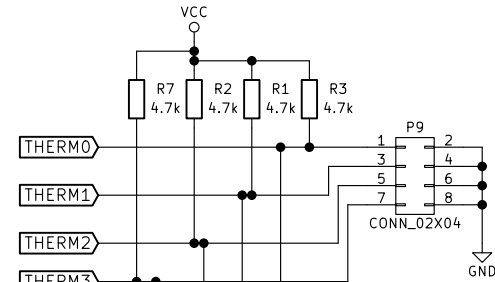 VCC
R7 R2 R1 R3
4.7k 4.7k 4.7k 4.7k
P9
THERM0 1 2
3 4
THERM1 5 6
7 8
CONN_02X04
THERM2
GND
THERM3